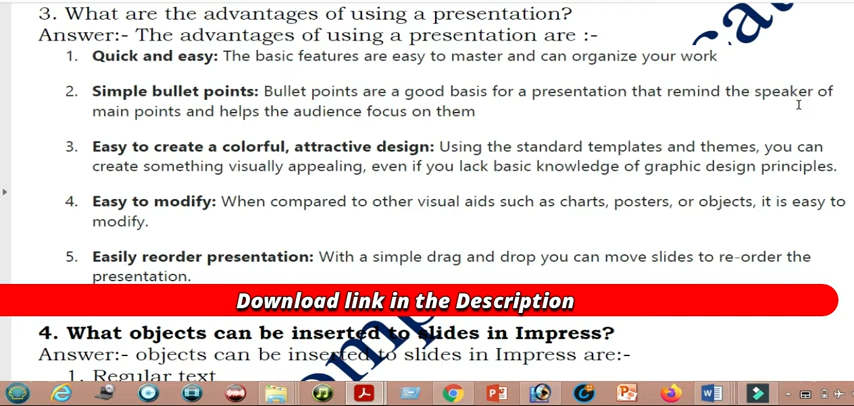 3. What are the advantages of using a presentation?
Answer:- The advantages of using a presentation are :-
1. Quick and easy: The basic features are easy to master and can organize your work
2. Simple bullet points: Bullet points are a good basis for a presentation that remind the speaker of
main points and helps the audience focus on them
3. Easy to create a colorful, attractive design: Using the standard templates and themes, you can
create something visually appealing, even if you lack basic knowledge of graphic design principles.
4. Easy to modify: When compared to other visual aids such as charts, posters, or objects, it is easy to
modify.
5. Easily reorder presentation: With a simple drag and drop you can move slides to re-order the
presentation.
Download link in the Description
4. What objects can be inserted to slides in Impress?
Answer:- objects can be inserted to slides in Impress are:-
1. Regular text